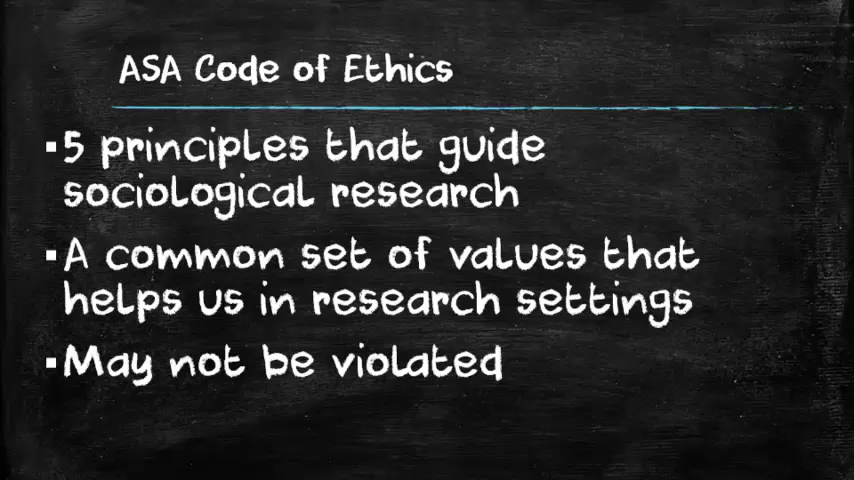 ASA Code of Ethics
▪5 principles that guide
sociological research
▪A common set of values that
helps us in research settings
▪May not be violated